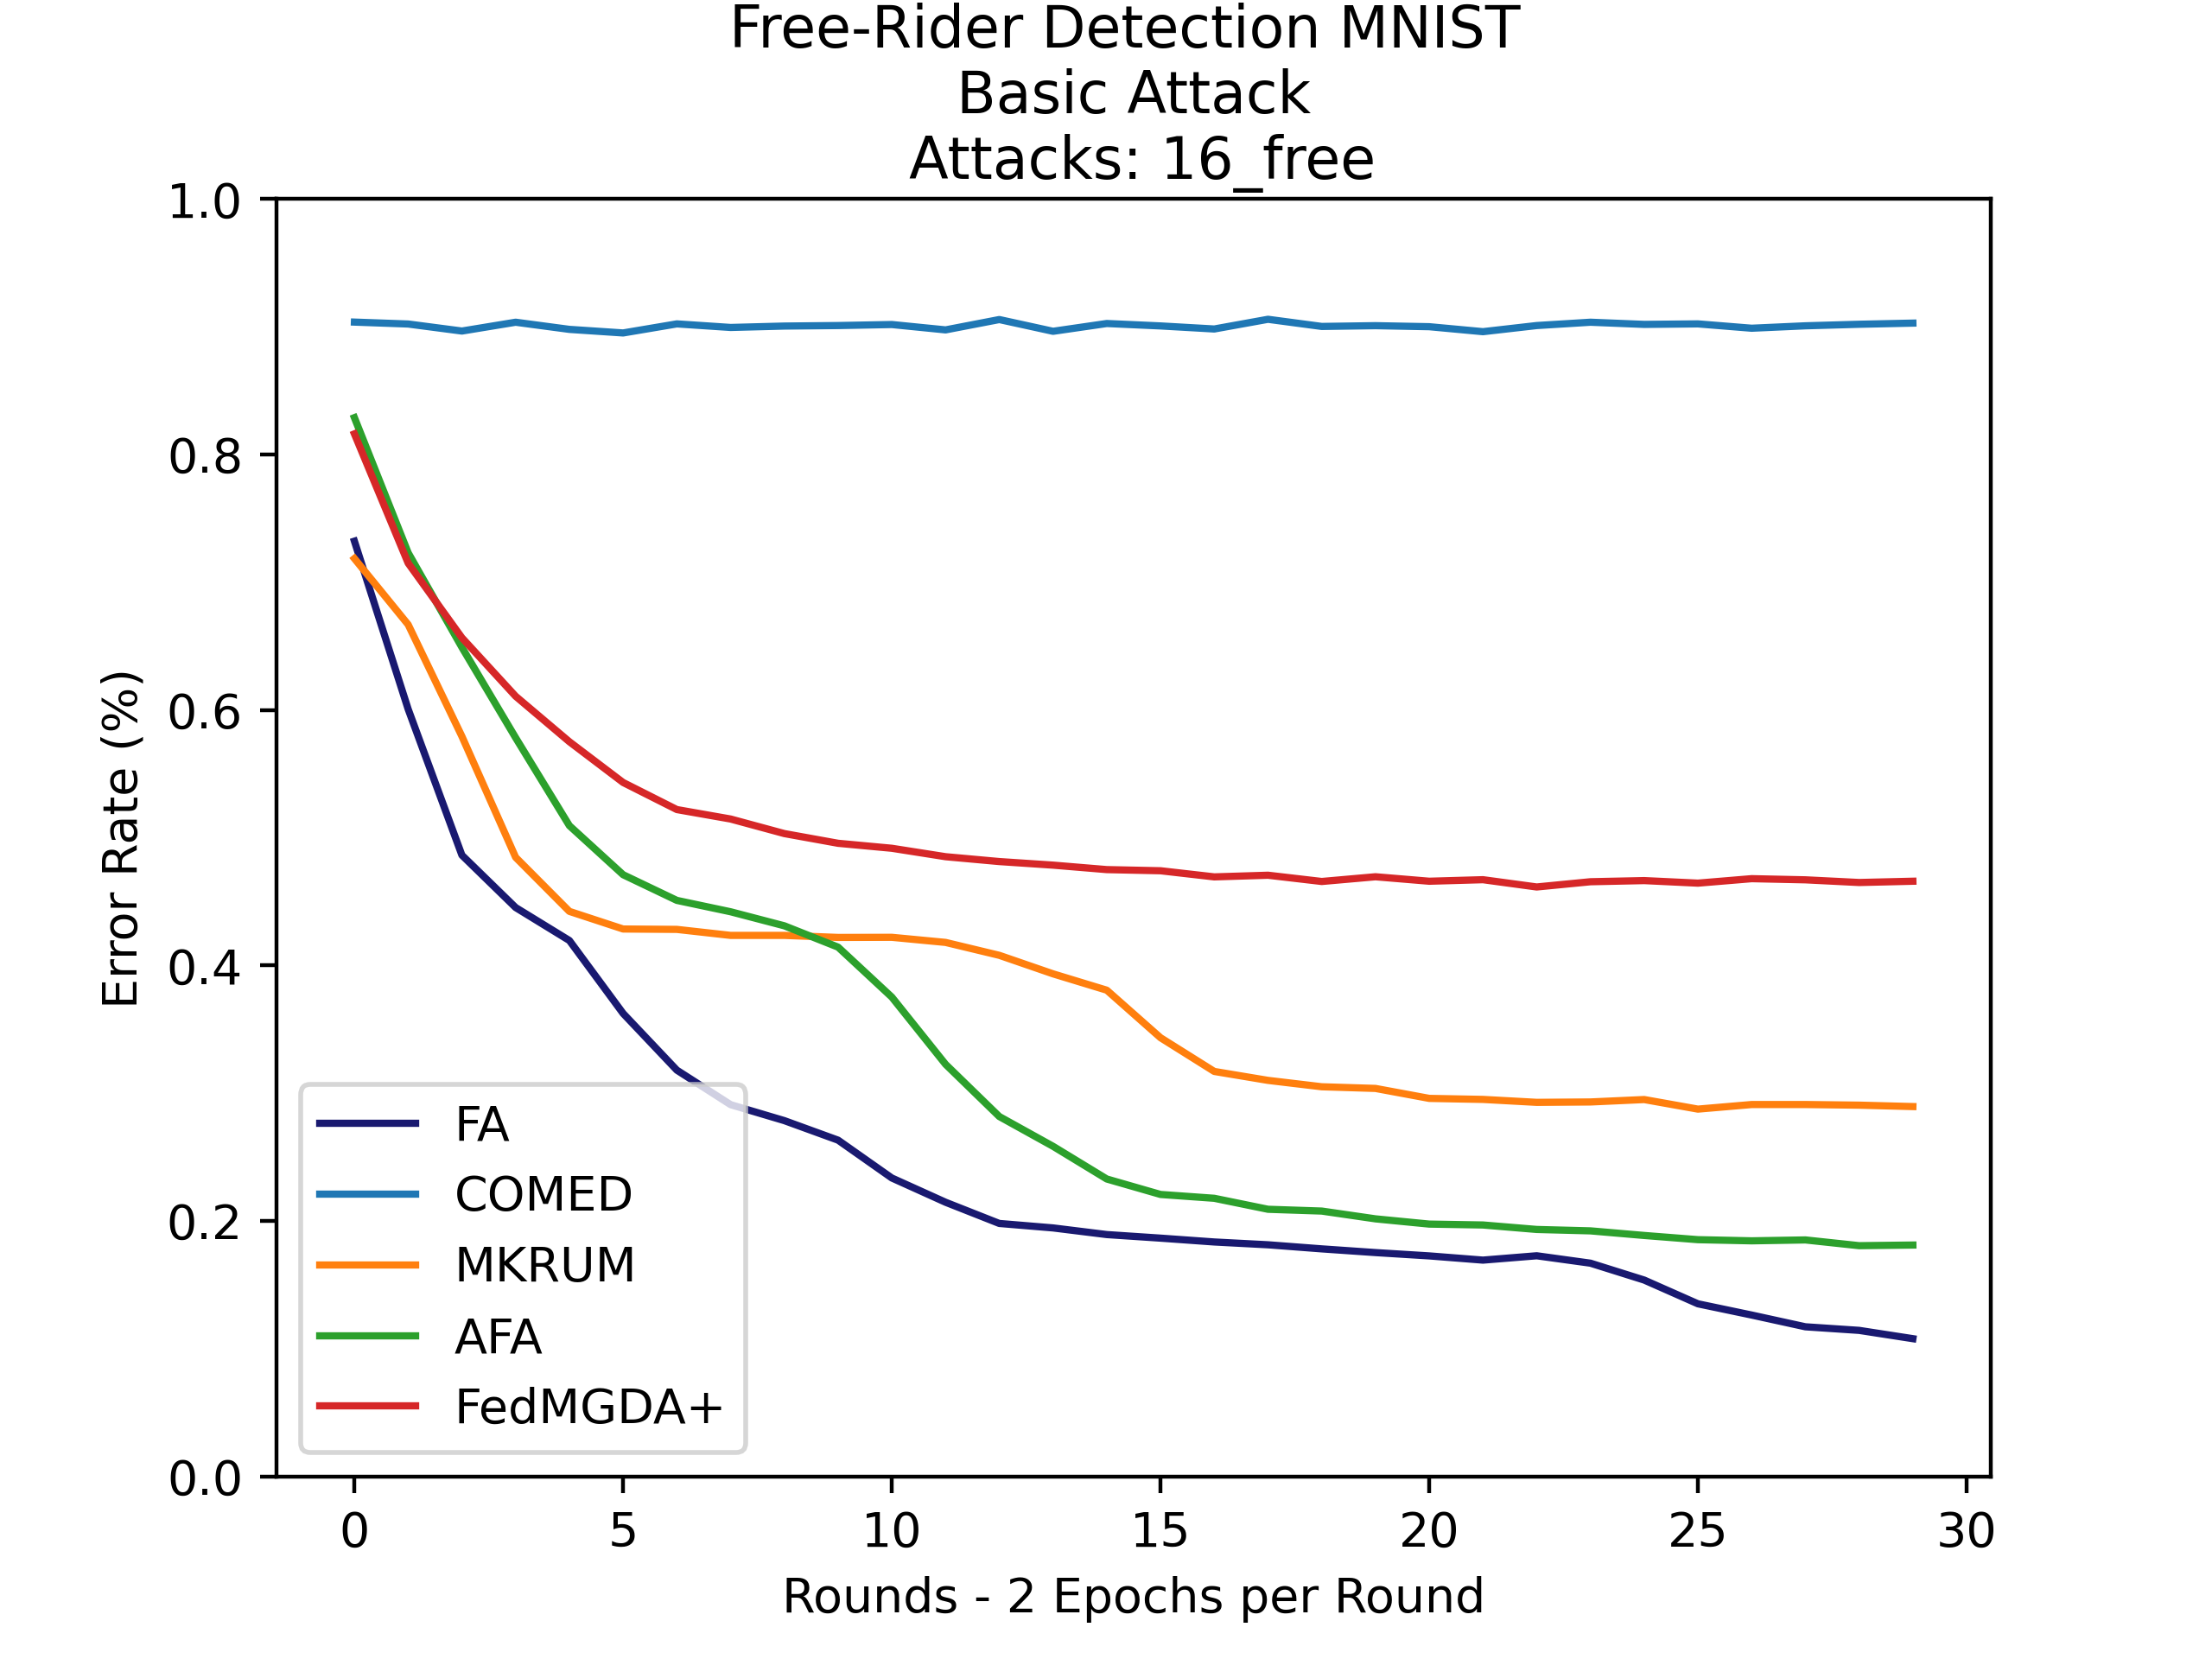 Free-Rider Detection MNIST
Basic Attack
Attacks: 16_free
1.0
0.8
0.6
0.4
0.2
0.0
Error Rate (%)
FA
COMED
MKRUM
AFA
FedMGDA+
0 5 10 15 20 25 30
Rounds - 2 Epochs per Round